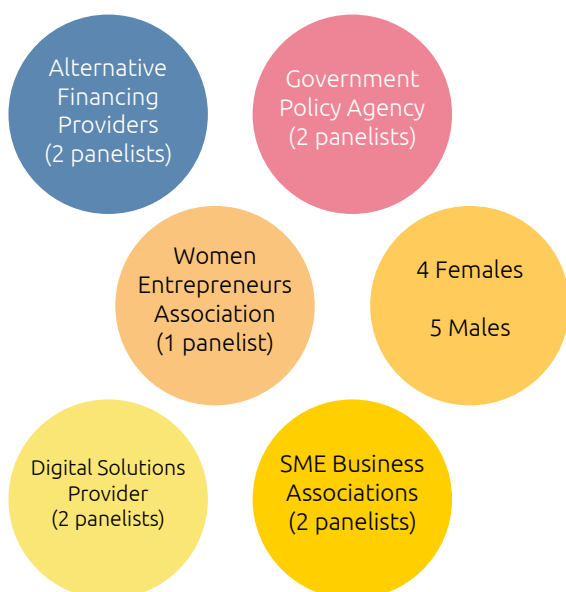 Alternative
Financing
Providers
(2 panelists)
Government
Policy Agency
(2 panelists)
Women
Entrepreneurs
Association
(1 panelist)
4 Females
5 Males
Digital Solutions
Provider
(2 panelists)
SME Business
Associations
(2 panelists)